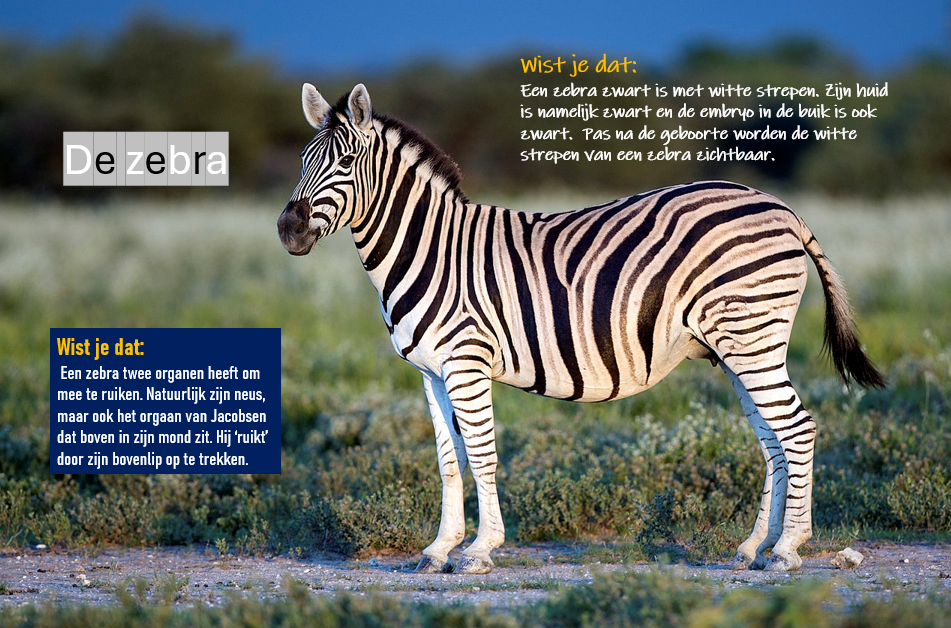 De zebra
Wist je dat:
Een zebra zwart is met witte strepen. Zijn huid
is namelijk zwart en de embryo in de buik is ook
zwart. Pas na de geboorte worden de witte
strepen van een zebra zichtbaar.
Wist je dat:
Een zebra twee organen heeft om
mee te ruiken. Natuurlijk zijn neus,
maar ook het orgaan van Jacobsen
dat boven in zijn mond zit. Hij ‘ruikt’
door zijn bovenlip op te trekken.